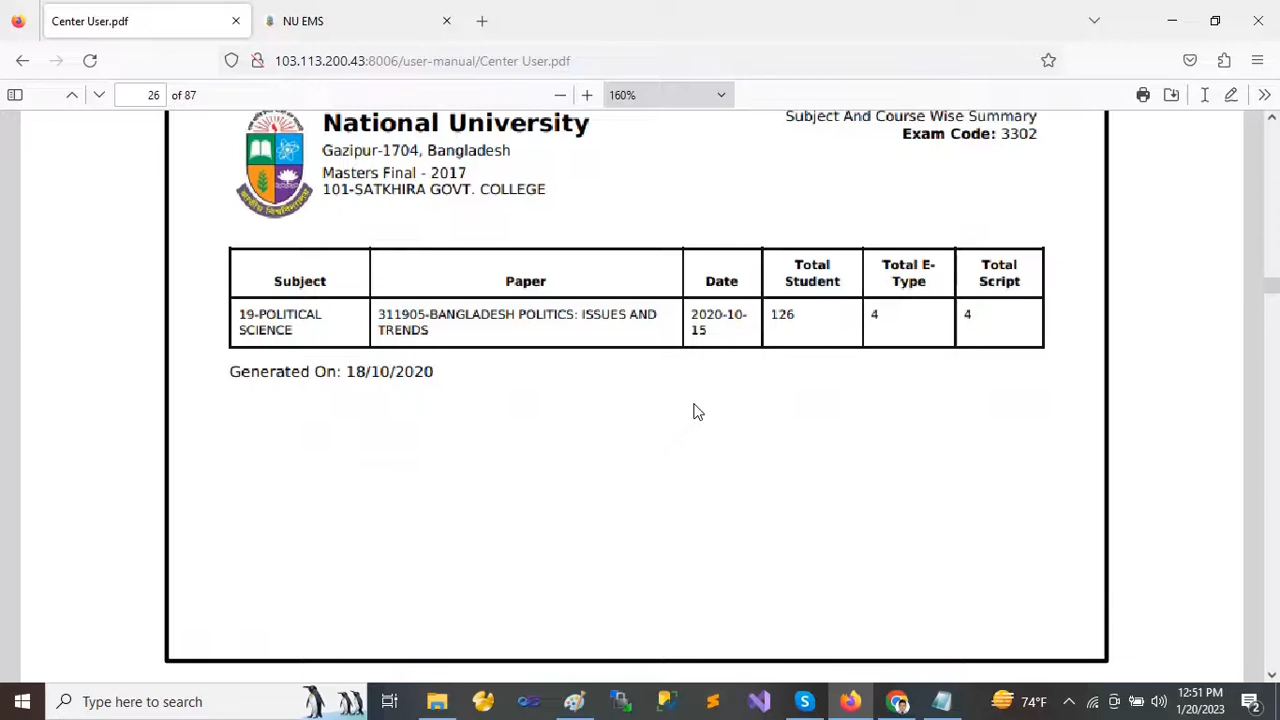 Center User.pdf
NU EMS
103.113.200.43:8006/user-manual/Center User.pdf
26 of 87
160%
National University
Gazipur-1704, Bangladesh
Masters Final - 2017
101-SATKHIRA GOVT. COLLEGE
Subject And Course Wise Summary
Exam Code: 3302
Subject Paper Date Total Student Total E-Type Total Script
19-POLITICAL SCIENCE 311905-BANGLADESH POLITICS: ISSUES AND TRENDS 2020-10-15 126 4 4
Generated On: 18/10/2020
Type here to search
74°F
12:51 PM
1/20/2023
2